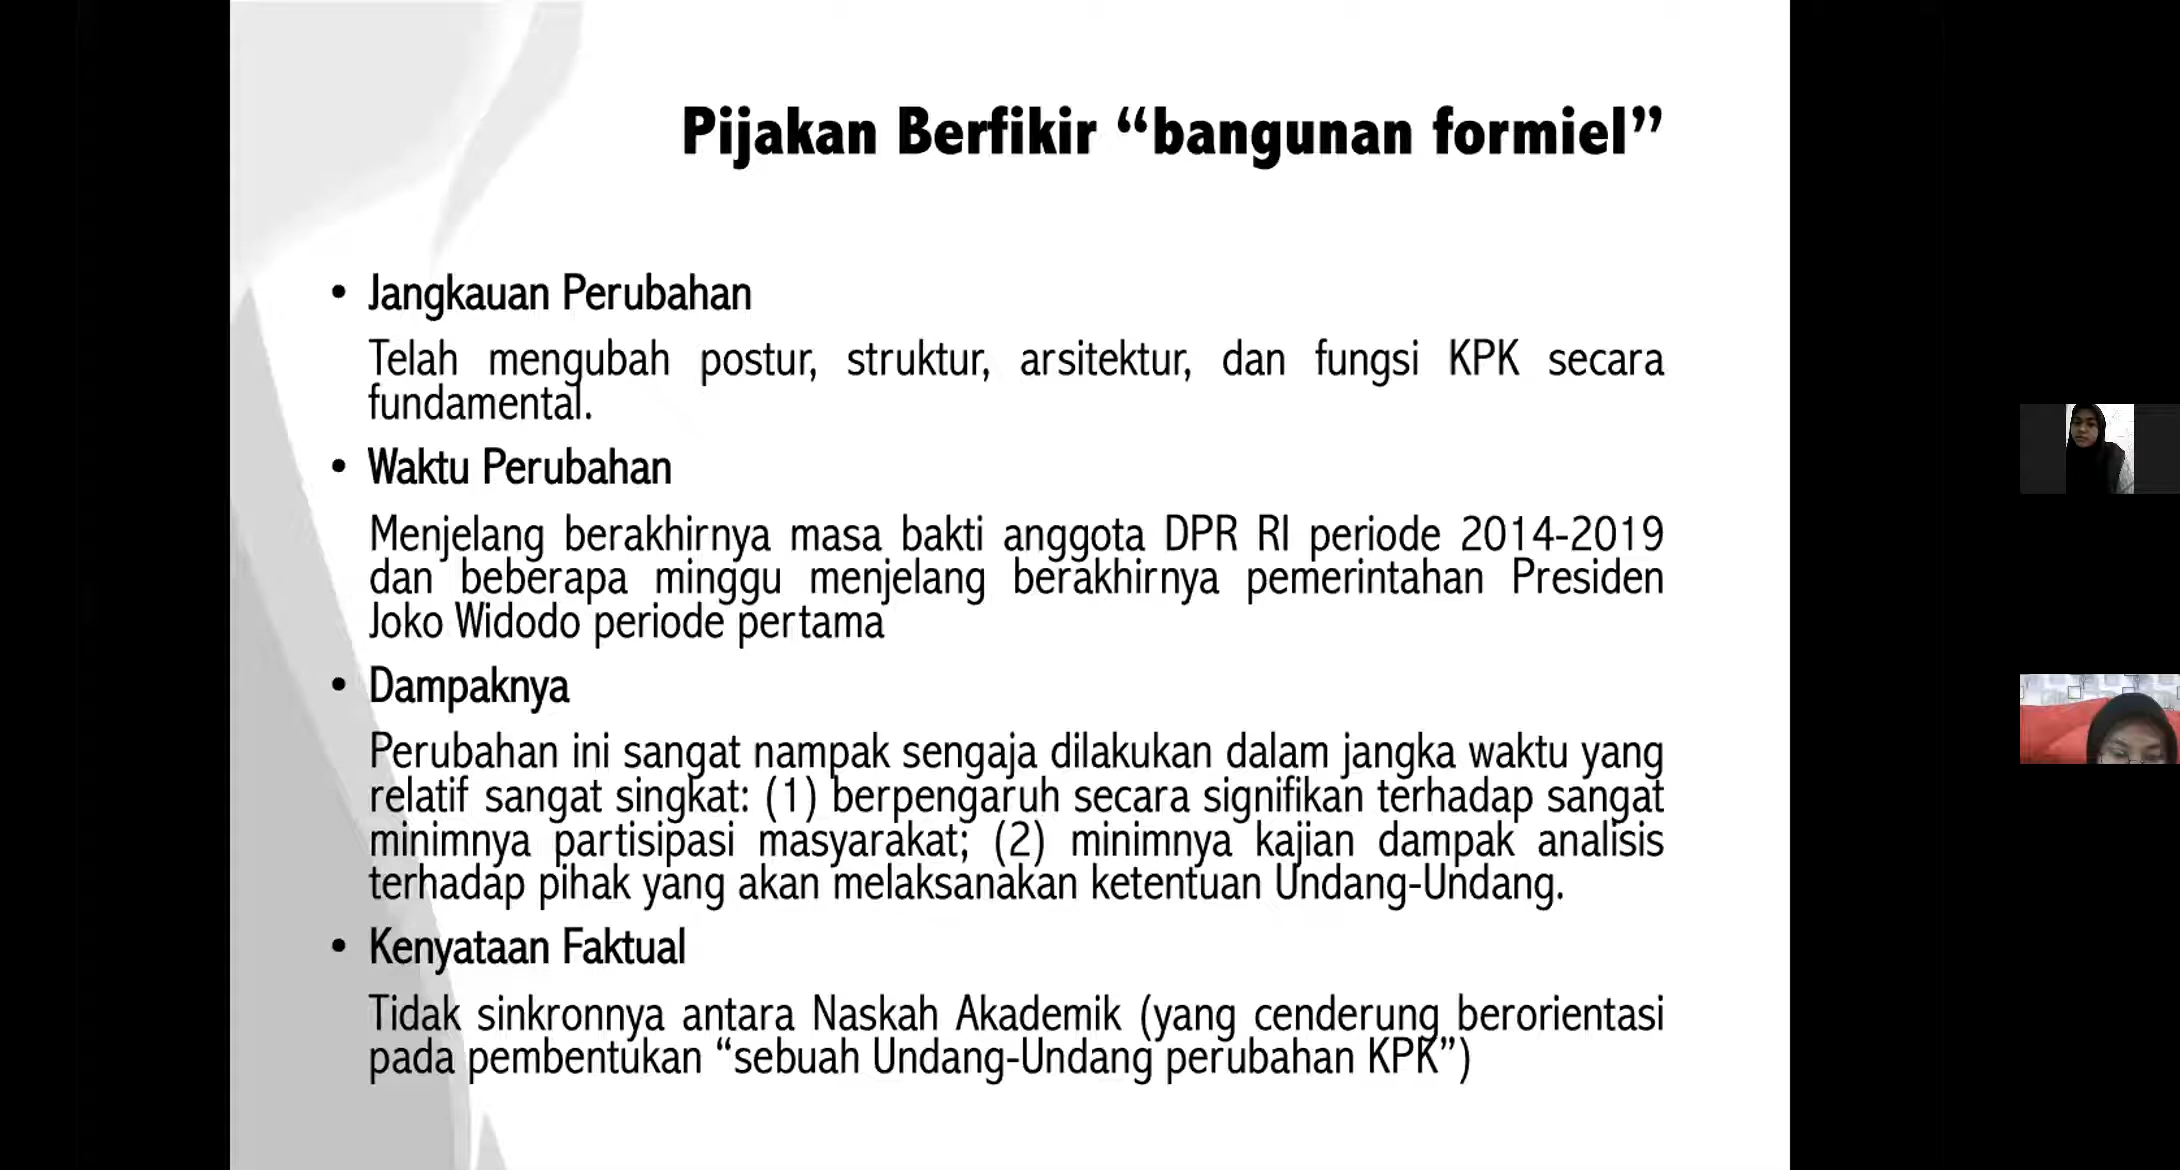 Pijakan Berfikir “bangunan formiel”
• Jangkauan Perubahan
Telah mengubah postur, struktur, arsitektur, dan fungsi KPK secara
fundamental.
• Waktu Perubahan
Menjelang berakhirnya masa bakti anggota DPR RI periode 2014-2019
dan beberapa minggu menjelang berakhirnya pemerintahan Presiden
Joko Widodo periode pertama
• Dampaknya
Perubahan ini sangat nampak sengaja dilakukan dalam jangka waktu yang
relatif sangat singkat: (1) berpengaruh secara signifikan terhadap sangat
minimnya partisipasi masyarakat; (2) minimnya kajian dampak analisis
terhadap pihak yang akan melaksanakan ketentuan Undang-Undang.
• Kenyataan Faktual
Tidak sinkronnya antara Naskah Akademik (yang cenderung berorientasi
pada pembentukan “sebuah Undang-Undang perubahan KPK”)